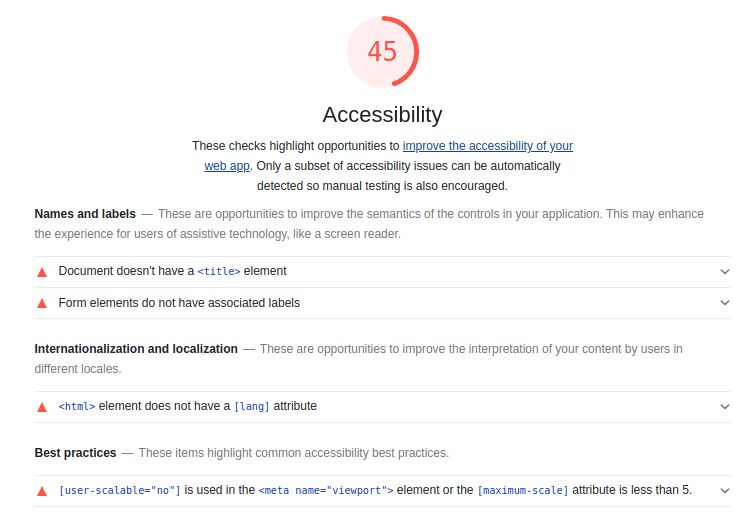 45
Accessibility
These checks highlight opportunities to improve the accessibility of your
web app. Only a subset of accessibility issues can be automatically
detected so manual testing is also encouraged.
Names and labels — These are opportunities to improve the semantics of the controls in your application. This may enhance
the experience for users of assistive technology, like a screen reader.
Document doesn't have a <title> element
Form elements do not have associated labels
Internationalization and localization — These are opportunities to improve the interpretation of your content by users in
different locales.
<html> element does not have a [lang] attribute
Best practices — These items highlight common accessibility best practices.
[user-scalable="no"] is used in the <meta name="viewport"> element or the [maximum-scale] attribute is less than 5.